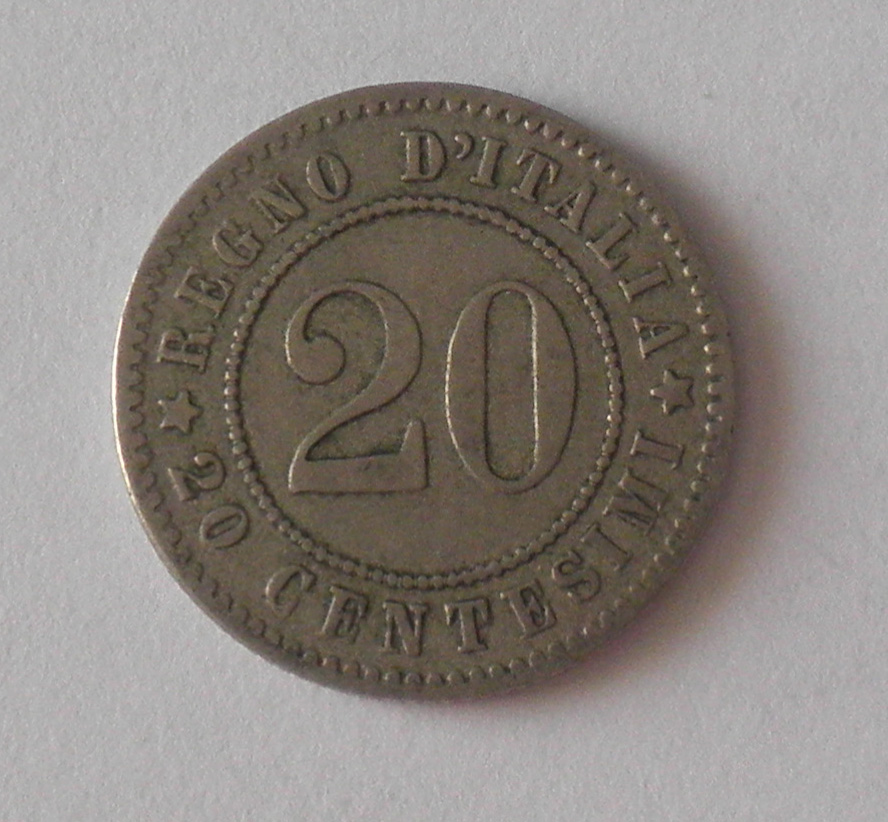 ★ REGNO D'ITALIA ★
20
20 CENTESIMI